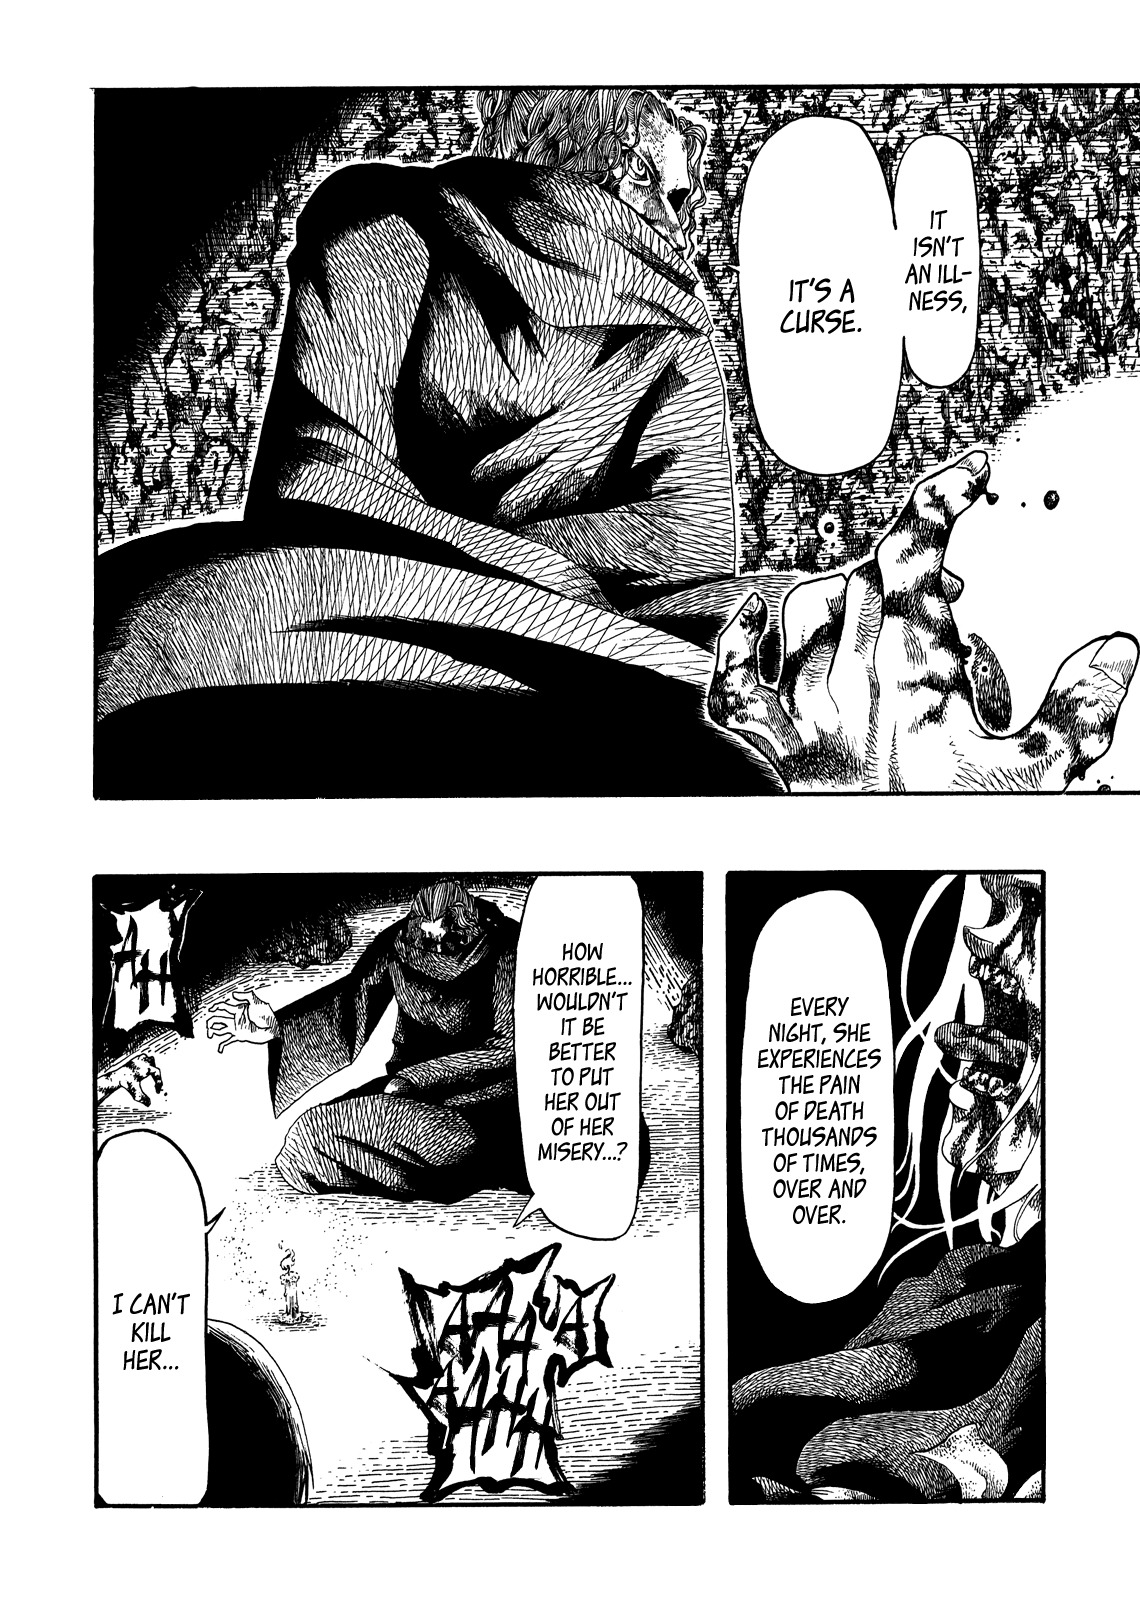 IT
ISN'T
AN ILL-
NESS,
IT'S A
CURSE.
EVERY
NIGHT, SHE
EXPERIENCES
THE PAIN
OF DEATH
THOUSANDS
OF TIMES,
OVER AND
OVER.
HOW
HORRIBLE...
WOULDN'T
IT BE
BETTER
TO PUT
HER OUT
OF HER
MISERY...?
AH
I CAN'T
KILL
HER...